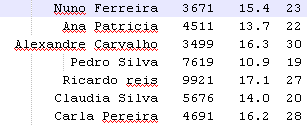 Nuno Ferreira 3671 15.4 23
Ana Patricia 4511 13.7 22
Alexandre Carvalho 3499 16.3 30
Pedro Silva 7619 10.9 19
Ricardo reis 9921 17.1 27
Claudia Silva 5676 14.0 20
Carla Pereira 4691 16.2 28